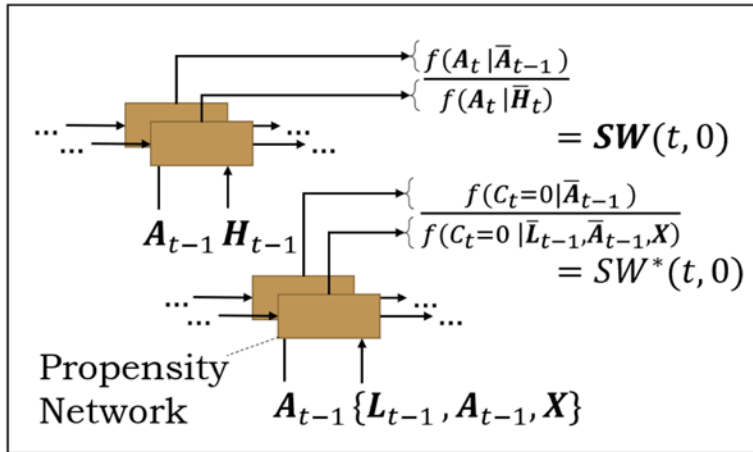 f(A_t | Ā_{t−1})
f(A_t | H̄_t)
= SW(t, 0)
... ...
... ...
A_{t−1} H_{t−1}
f(C_t=0 | Ā_{t−1})
f(C_t=0 | L̄_{t−1}, Ā_{t−1}, X)
= SW*(t, 0)
... ...
... ...
Propensity
Network
A_{t−1} {L_{t−1}, A_{t−1}, X}